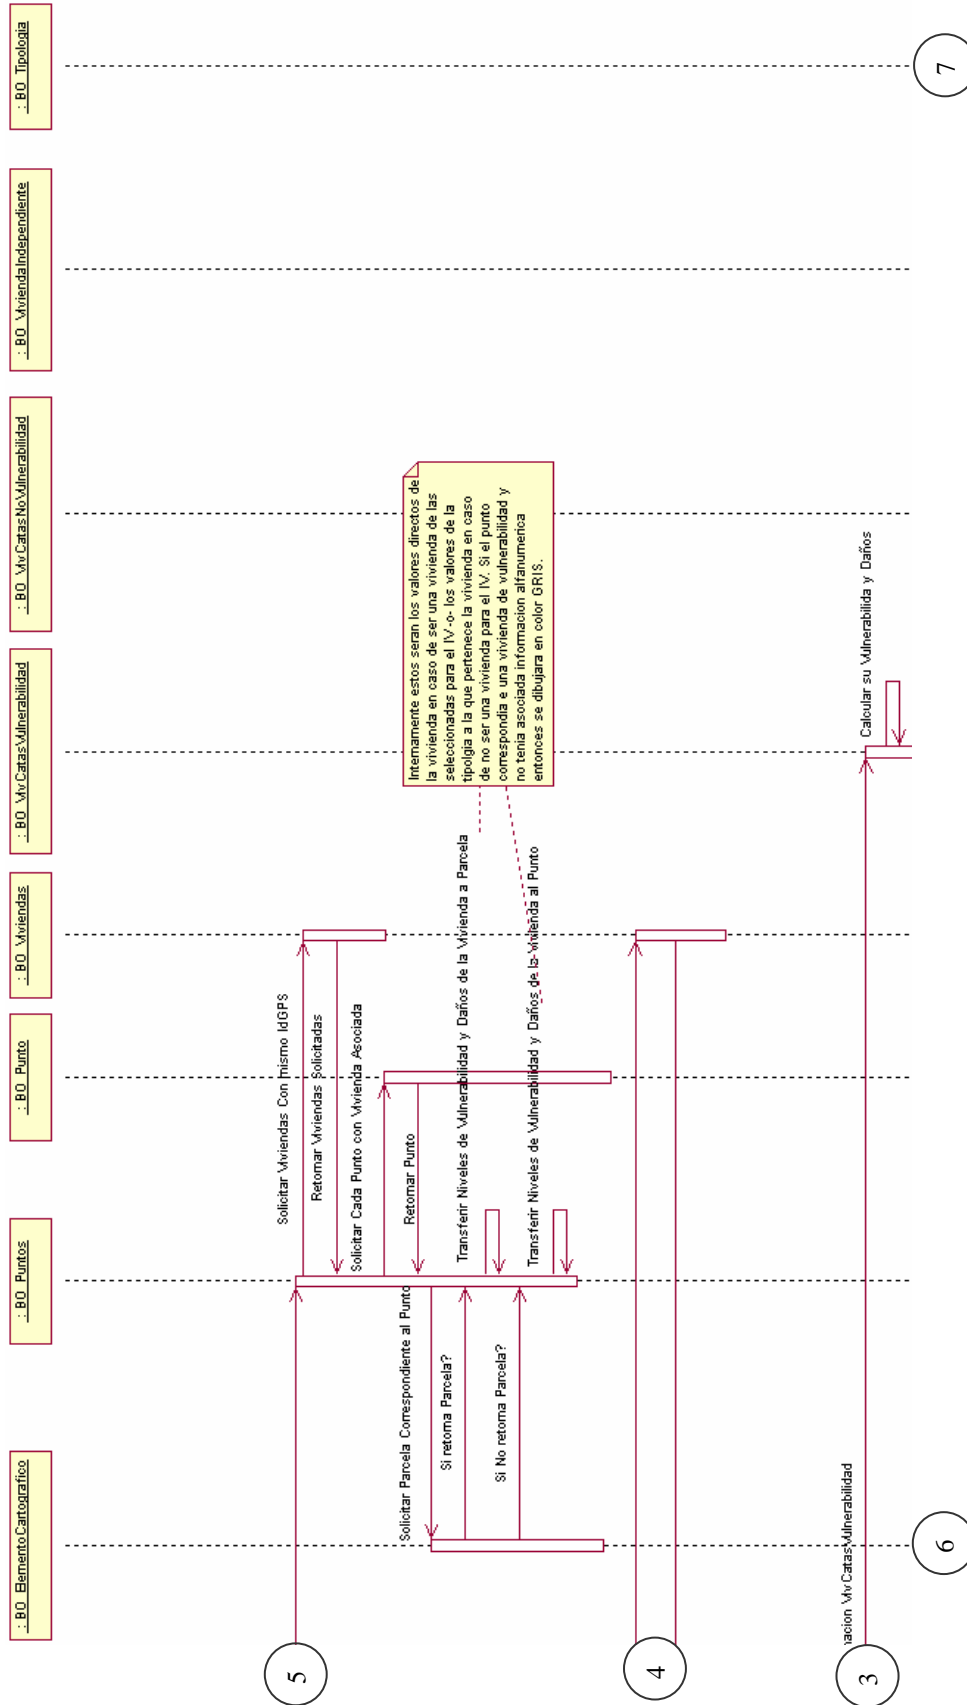 : BO_ElementoCartografico
: BO_Puntos
: BO_Punto
: BO_Viviendas
: BO_VivCatasVulnerabilidad
: BO_VivCatasNoVulnerabilidad
: BO_ViviendaIndependiente
: BO_Tipologia
5
Solicitar Viviendas Con mismo IdGPS
Retornar Viviendas Solicitadas
Solicitar Cada Punto con Vivienda Asociada
Retornar Punto
Solicitar Parcela Correspondiente al Punto
Si retorna Parcela?
Transferir Niveles de Vulnerabilidad y Daños de la Vivienda a Parcela
Si No retorna Parcela?
Transferir Niveles de Vulnerabilidad y Daños de la Vivienda al Punto
Internamente estos seran los valores directos de
la vivienda en caso de ser una vivienda de las
seleccionadas para el IV -o- los valores de la
tipolgia a la que pertenece la vivienda en caso
de no ser una vivienda para el IV. Si el punto
correspondia e una vivienda de vulnerabilidad y
no tenia asociada informacion alfanumerica
entonces se dibujara en color GRIS.
4
nacion VivCatasVulnerabilidad
Calcular su Vulnerabilida y Daños
3
6
7